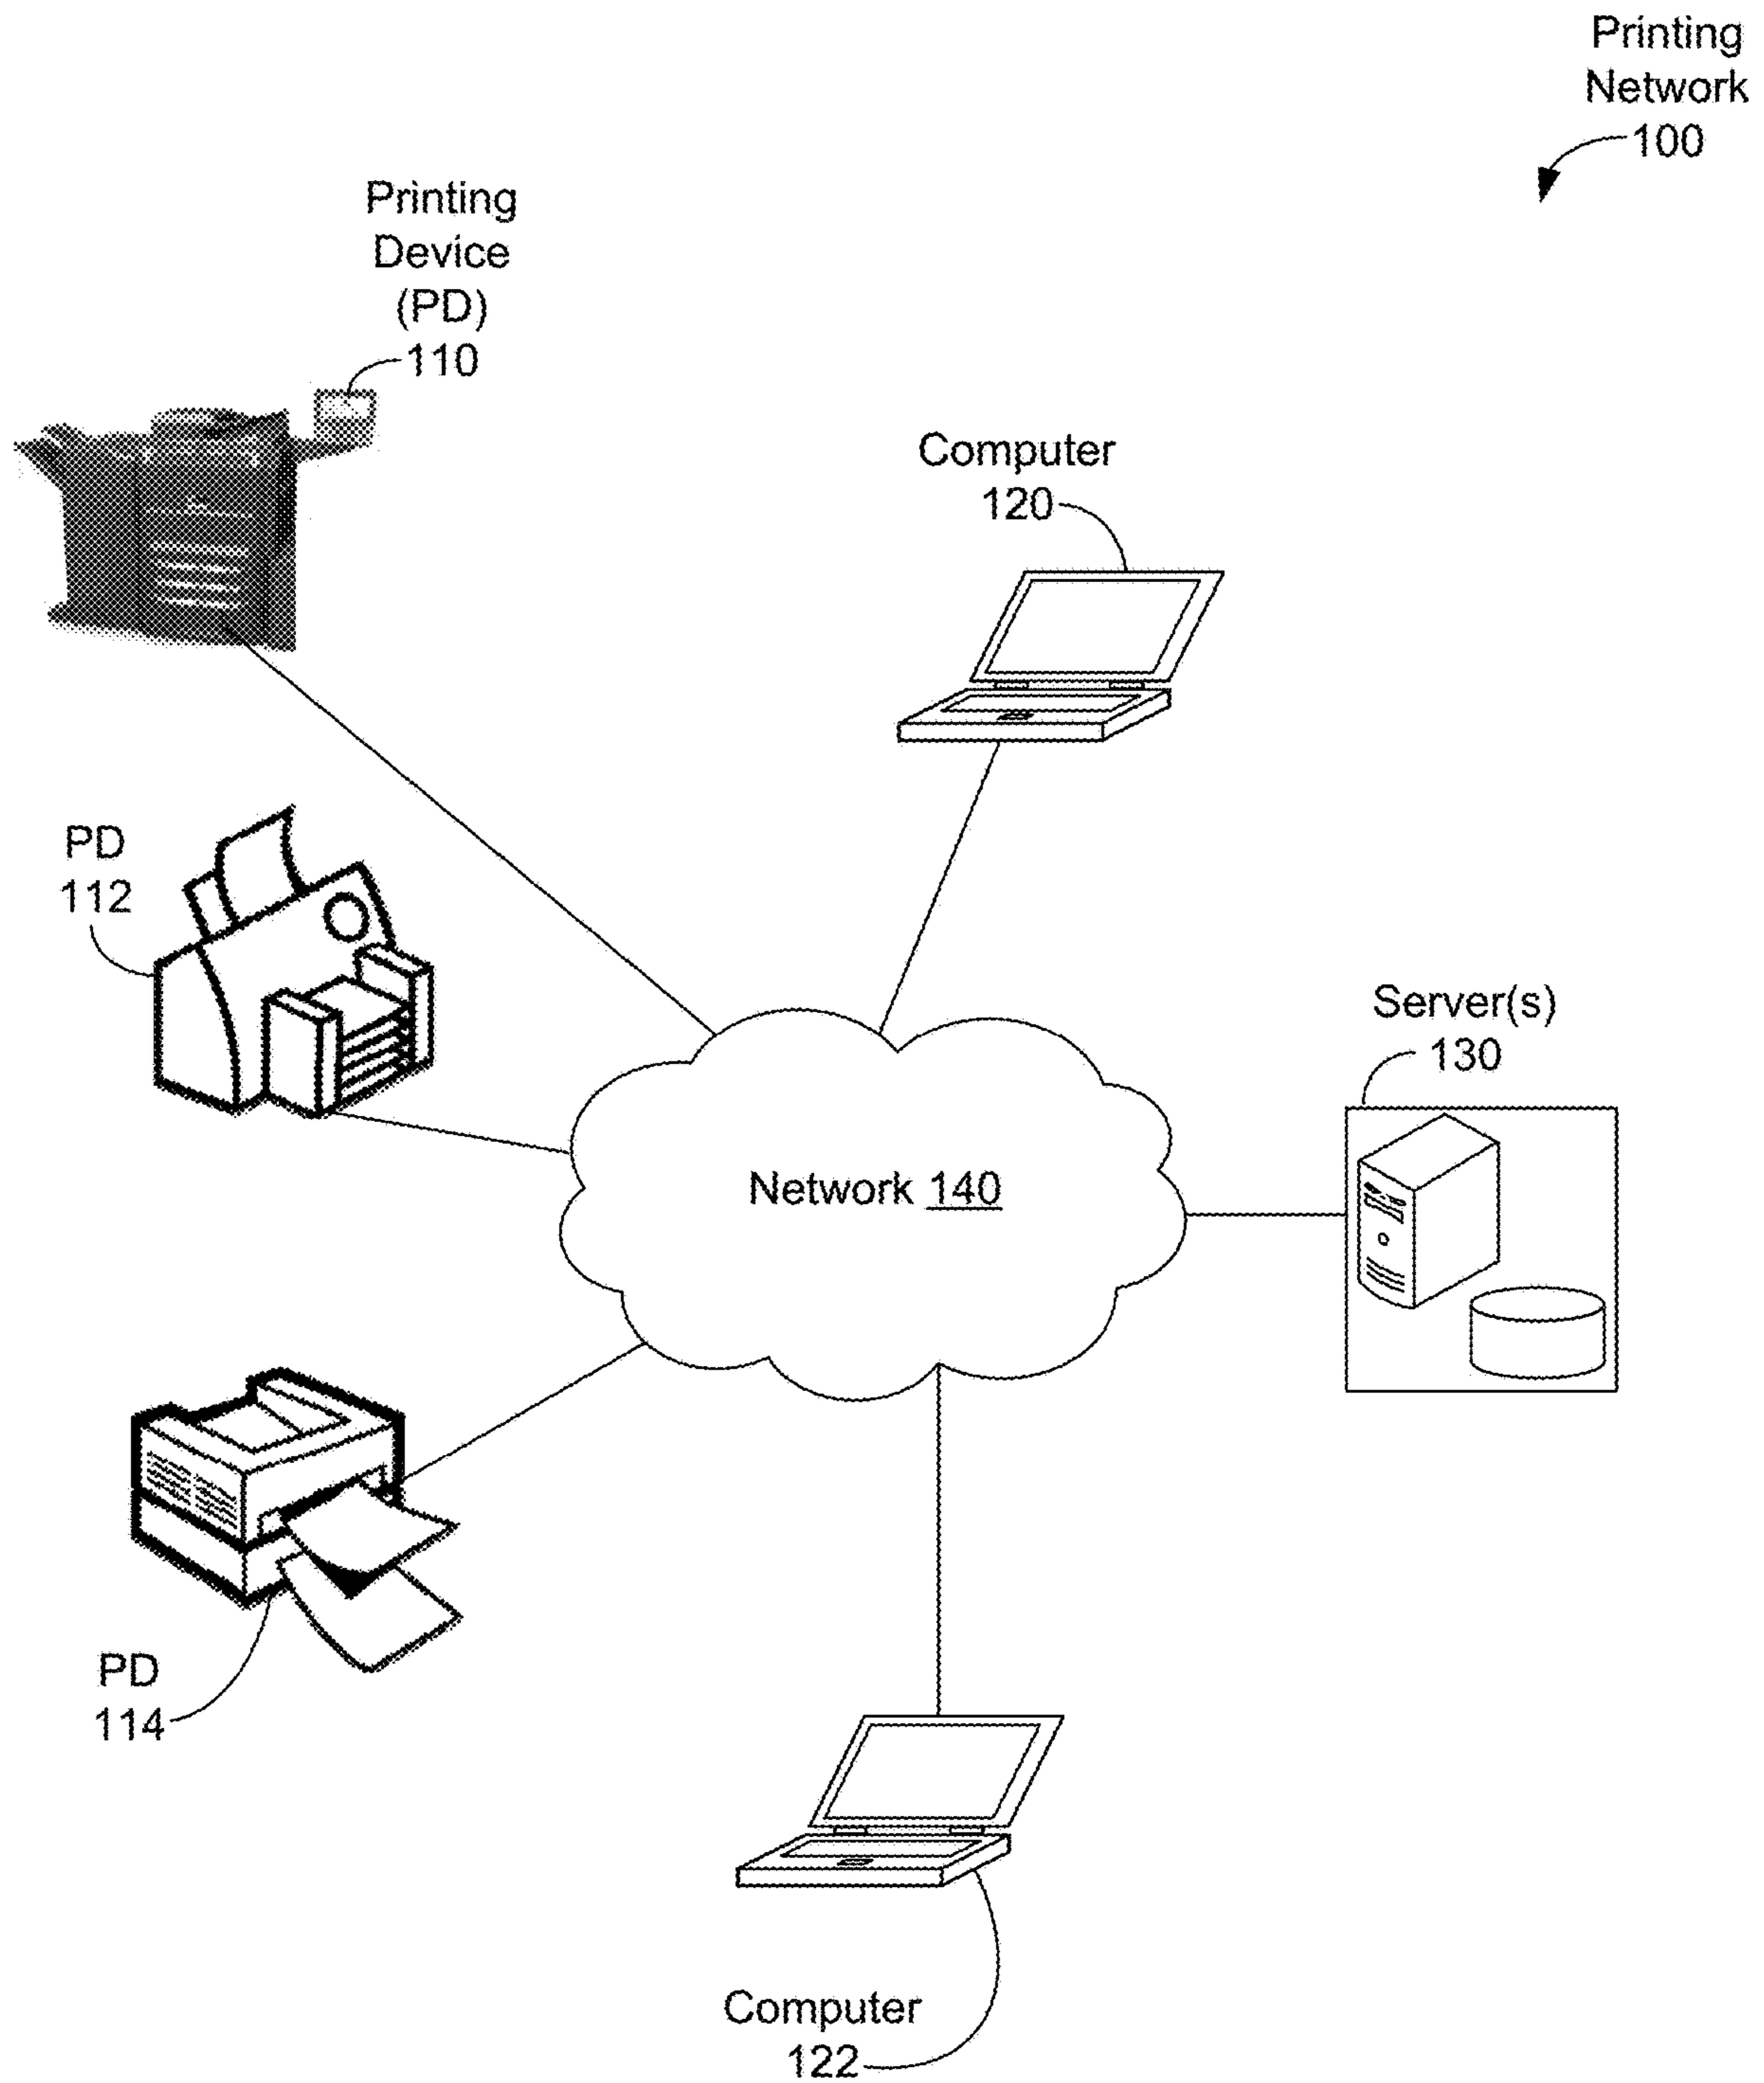 Printing
Network
100
Printing
Device
(PD)
110
Computer
120
PD
112
Server(s)
130
Network 140
PD
114
Computer
122